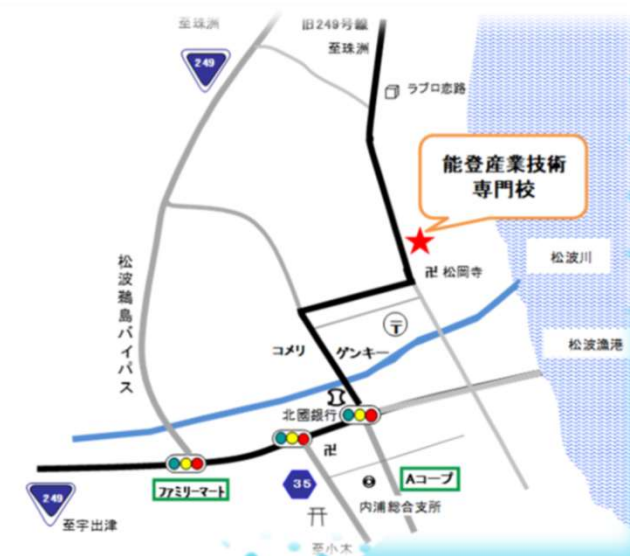 至珠洲
旧249号線
至珠洲
249
ラブロ恋路
能登産業技術
専門校
松岡寺
松波川
松波鵜島バイパス
〒
コメリ
ゲンキー
松波漁港
北國銀行
ファミリーマート
35
Aコープ
内浦総合支所
249
至宇出津
至小木